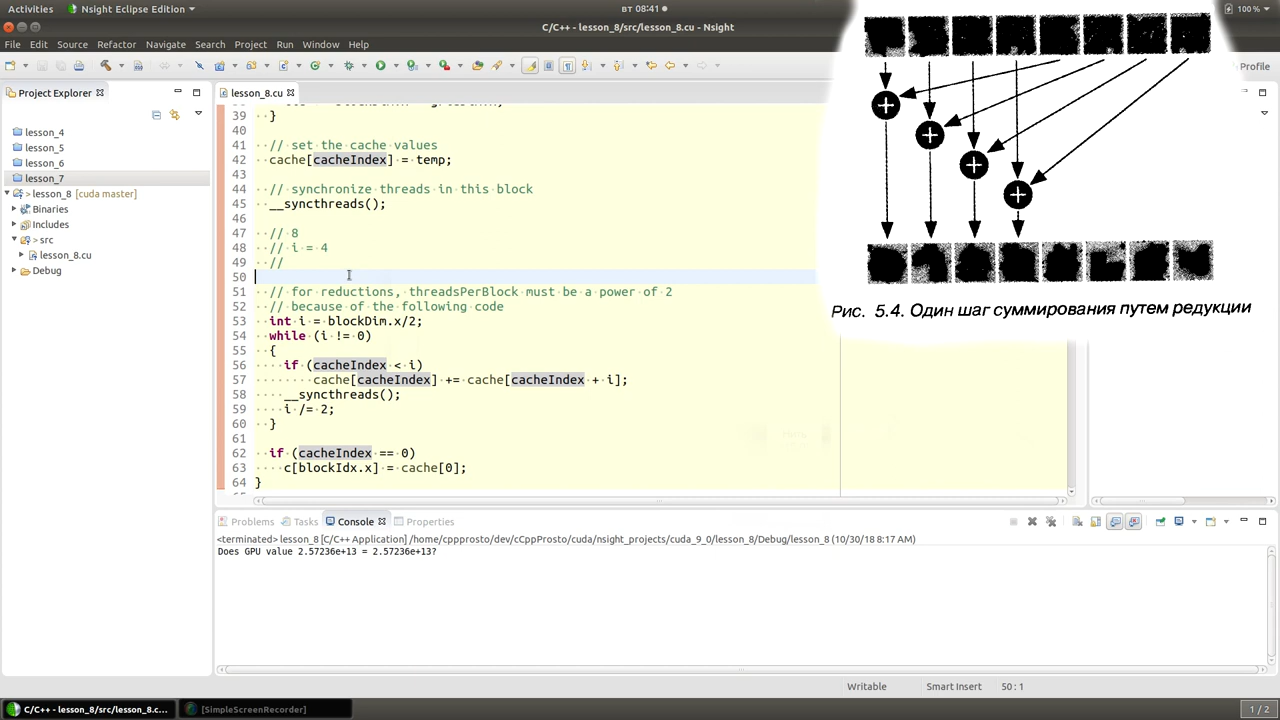 Activities
Nsight Eclipse Edition
вт 08:41
100 %
C/C++ - lesson_8/src/lesson_8.cu - Nsight
File Edit Source Refactor Navigate Search Project Run Window Help
Profile
Project Explorer
lesson_4
lesson_5
lesson_6
lesson_7
> lesson_8 [cuda master]
Binaries
Includes
> src
lesson_8.cu
Debug
lesson_8.cu
39 }
40
41 // set the cache values
42 cache[cacheIndex] = temp;
43
44 // synchronize threads in this block
45 __syncthreads();
46
47 // 8
48 // i = 4
49 //
50
51 // for reductions, threadsPerBlock must be a power of 2
52 // because of the following code
53 int i = blockDim.x/2;
54 while (i != 0)
55 {
56 if (cacheIndex < i)
57 cache[cacheIndex] += cache[cacheIndex + i];
58 __syncthreads();
59 i /= 2;
60 }
61
62 if (cacheIndex == 0)
63 c[blockIdx.x] = cache[0];
64 }
Рис. 5.4. Один шаг суммирования путем редукции
Problems Tasks Console Properties
<terminated> lesson_8 [C/C++ Application] /home/cppprosto/dev/cCppProsto/cuda/nsight_projects/cuda_9_0/lesson_8/Debug/lesson_8 (10/30/18 8:17 AM)
Does GPU value 2.57236e+13 = 2.57236e+13?
Writable
Smart Insert
50 : 1
C/C++ - lesson_8/src/lesson_8.c...
[SimpleScreenRecorder]
1 / 2